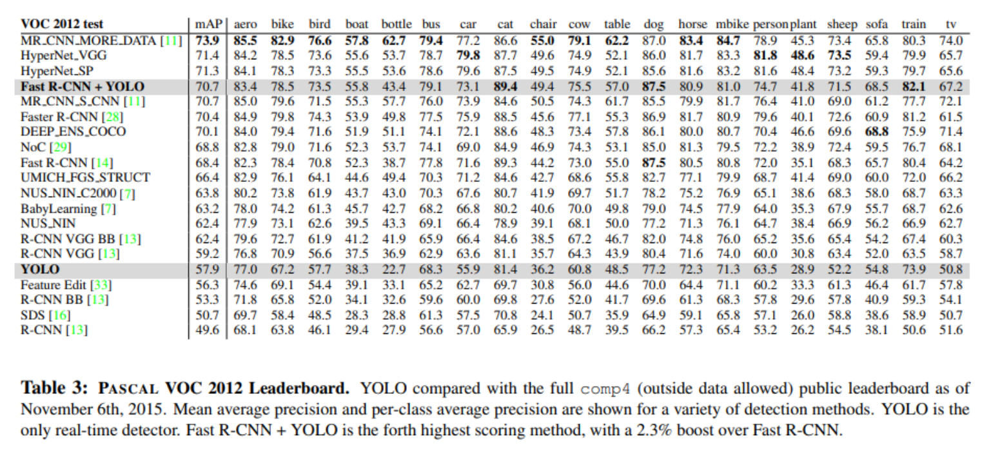 VOC 2012 test mAP aero bike bird boat bottle bus car cat chair cow table dog horse mbike person plant sheep sofa train tv
MR_CNN_MORE_DATA [11] 73.9 85.5 82.9 76.6 57.8 62.7 79.4 77.2 86.6 55.0 79.1 62.2 87.0 83.4 84.7 78.9 45.3 73.4 65.8 80.3 74.0
HyperNet_VGG 71.4 84.2 78.5 73.6 55.6 53.7 78.7 79.8 87.7 49.6 74.9 52.1 86.0 81.7 83.3 81.8 48.6 73.5 59.4 79.9 65.7
HyperNet_SP 71.3 84.1 78.3 73.3 55.5 53.6 78.6 79.6 87.5 49.5 74.9 52.1 85.6 81.6 83.2 81.6 48.4 73.2 59.3 79.7 65.6
Fast R-CNN + YOLO 70.7 83.4 78.5 73.5 55.8 43.4 79.1 73.1 89.4 49.4 75.5 57.0 87.5 80.9 81.0 74.7 41.8 71.5 68.5 82.1 67.2
MR_CNN_S_CNN [11] 70.7 85.0 79.6 71.5 55.3 57.7 76.0 73.9 84.6 50.5 74.3 61.7 85.5 79.9 81.7 76.4 41.0 69.0 61.2 77.7 72.1
Faster R-CNN [28] 70.4 84.9 79.8 74.3 53.9 49.8 77.5 75.9 88.5 45.6 77.1 55.3 86.9 81.7 80.9 79.6 40.1 72.6 60.9 81.2 61.5
DEEP_ENS_COCO 70.1 84.0 79.4 71.6 51.9 51.1 74.1 72.1 88.6 48.3 73.4 57.8 86.1 80.0 80.7 70.4 46.6 69.6 68.8 75.9 71.4
NoC [29] 68.8 82.8 79.0 71.6 52.3 53.7 74.1 69.0 84.9 46.9 74.3 53.1 85.0 81.3 79.5 72.2 38.9 72.4 59.5 76.7 68.1
Fast R-CNN [14] 68.4 82.3 78.4 70.8 52.3 38.7 77.8 71.6 89.3 44.2 73.0 55.0 87.5 80.5 80.8 72.0 35.1 68.3 65.7 80.4 64.2
UMICH_FGS_STRUCT 66.4 82.9 76.1 64.1 44.6 49.4 70.3 71.2 84.6 42.7 68.6 55.8 82.7 77.1 79.9 68.7 41.4 69.0 60.0 72.0 66.2
NUS_NIN_C2000 [7] 63.8 80.2 73.8 61.9 43.7 43.0 70.3 67.6 80.7 41.9 69.7 51.7 78.2 75.2 76.9 65.1 38.6 68.3 58.0 68.7 63.3
BabyLearning [7] 63.2 78.0 74.2 61.3 45.7 42.7 68.2 66.8 80.2 40.6 70.0 49.8 79.0 74.5 77.9 64.0 35.3 67.9 55.7 68.7 62.6
NUS_NIN 62.4 77.9 73.1 62.6 39.5 43.3 69.1 66.4 78.9 39.1 68.1 50.0 77.2 71.3 76.1 64.7 38.4 66.9 56.2 66.9 62.7
R-CNN VGG BB [13] 62.4 79.6 72.7 61.9 41.2 41.9 65.9 66.4 84.6 38.5 67.2 46.7 82.0 74.8 76.0 65.2 35.6 65.4 54.2 67.4 60.3
R-CNN VGG [13] 59.2 76.8 70.9 56.6 37.5 36.9 62.9 63.6 81.1 35.7 64.3 43.9 80.4 71.6 74.0 60.0 30.8 63.4 52.0 63.5 58.7
YOLO 57.9 77.0 67.2 57.7 38.3 22.7 68.3 55.9 81.4 36.2 60.8 48.5 77.2 72.3 71.3 63.5 28.9 52.2 54.8 73.9 50.8
Feature Edit [33] 56.3 74.6 69.1 54.4 39.1 33.1 65.2 62.7 69.7 30.8 56.0 44.6 70.0 64.4 71.1 60.2 33.3 61.3 46.4 61.7 57.8
R-CNN BB [13] 53.3 71.8 65.8 52.0 34.1 32.6 59.6 60.0 69.8 27.6 52.0 41.7 69.6 61.3 68.3 57.8 29.6 57.8 40.9 59.3 54.1
SDS [16] 50.7 69.7 58.4 48.5 28.3 28.8 61.3 57.5 70.8 24.1 50.7 35.9 64.9 59.1 65.8 57.1 26.0 58.8 38.6 58.9 50.7
R-CNN [13] 49.6 68.1 63.8 46.1 29.4 27.9 56.6 57.0 65.9 26.5 48.7 39.5 66.2 57.3 65.4 53.2 26.2 54.5 38.1 50.6 51.6
Table 3: PASCAL VOC 2012 Leaderboard. YOLO compared with the full comp4 (outside data allowed) public leaderboard as of
November 6th, 2015. Mean average precision and per-class average precision are shown for a variety of detection methods. YOLO is the
only real-time detector. Fast R-CNN + YOLO is the forth highest scoring method, with a 2.3% boost over Fast R-CNN.